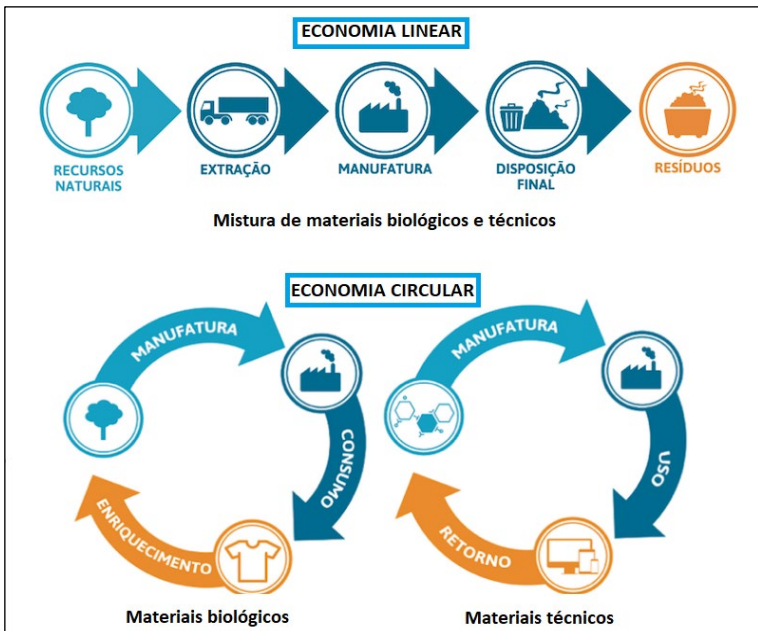 ECONOMIA LINEAR
RECURSOS
NATURAIS
EXTRAÇÃO
MANUFATURA
DISPOSIÇÃO
FINAL
RESÍDUOS
Mistura de materiais biológicos e técnicos
ECONOMIA CIRCULAR
MANUFATURA
CONSUMO
ENRIQUECIMENTO
Materiais biológicos
MANUFATURA
USO
RETORNO
Materiais técnicos